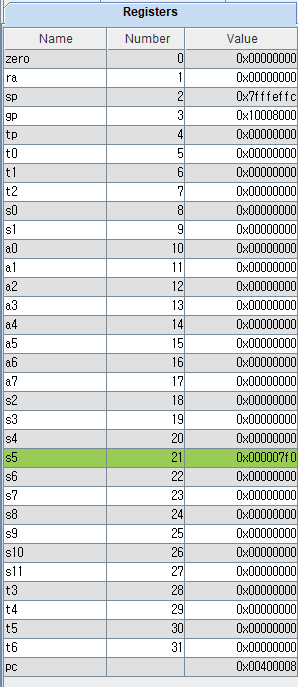 Registers
Name Number Value
zero 0 0x00000000
ra 1 0x00000000
sp 2 0x7fffeffc
gp 3 0x10008000
tp 4 0x00000000
t0 5 0x00000000
t1 6 0x00000000
t2 7 0x00000000
s0 8 0x00000000
s1 9 0x00000000
a0 10 0x00000000
a1 11 0x00000000
a2 12 0x00000000
a3 13 0x00000000
a4 14 0x00000000
a5 15 0x00000000
a6 16 0x00000000
a7 17 0x00000000
s2 18 0x00000000
s3 19 0x00000000
s4 20 0x00000000
s5 21 0x000007f0
s6 22 0x00000000
s7 23 0x00000000
s8 24 0x00000000
s9 25 0x00000000
s10 26 0x00000000
s11 27 0x00000000
t3 28 0x00000000
t4 29 0x00000000
t5 30 0x00000000
t6 31 0x00000000
pc 0x00400008